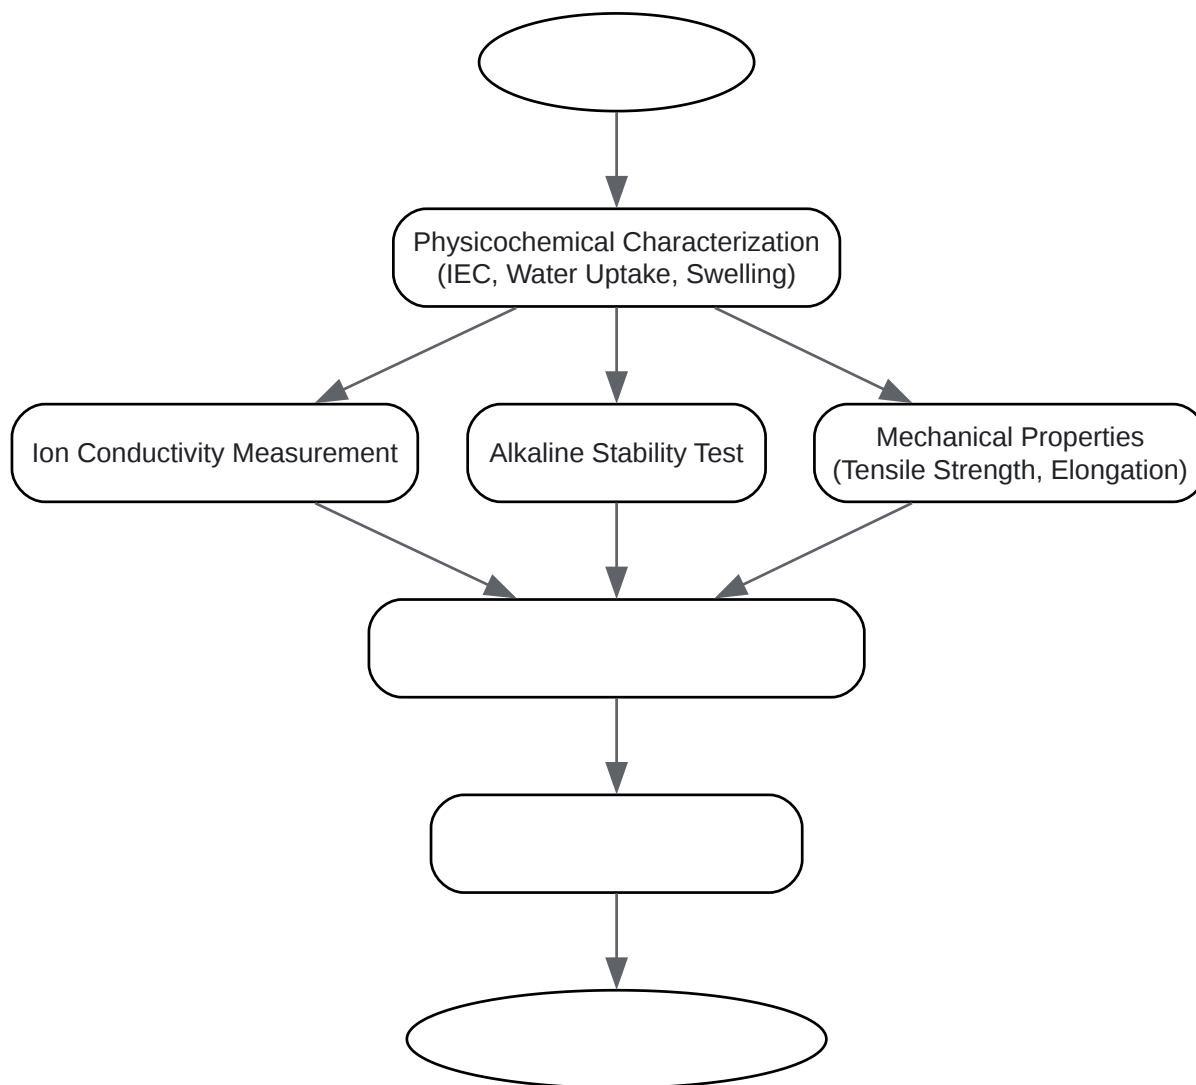 Physicochemical Characterization
(IEC, Water Uptake, Swelling)
Ion Conductivity Measurement
Alkaline Stability Test
Mechanical Properties
(Tensile Strength, Elongation)